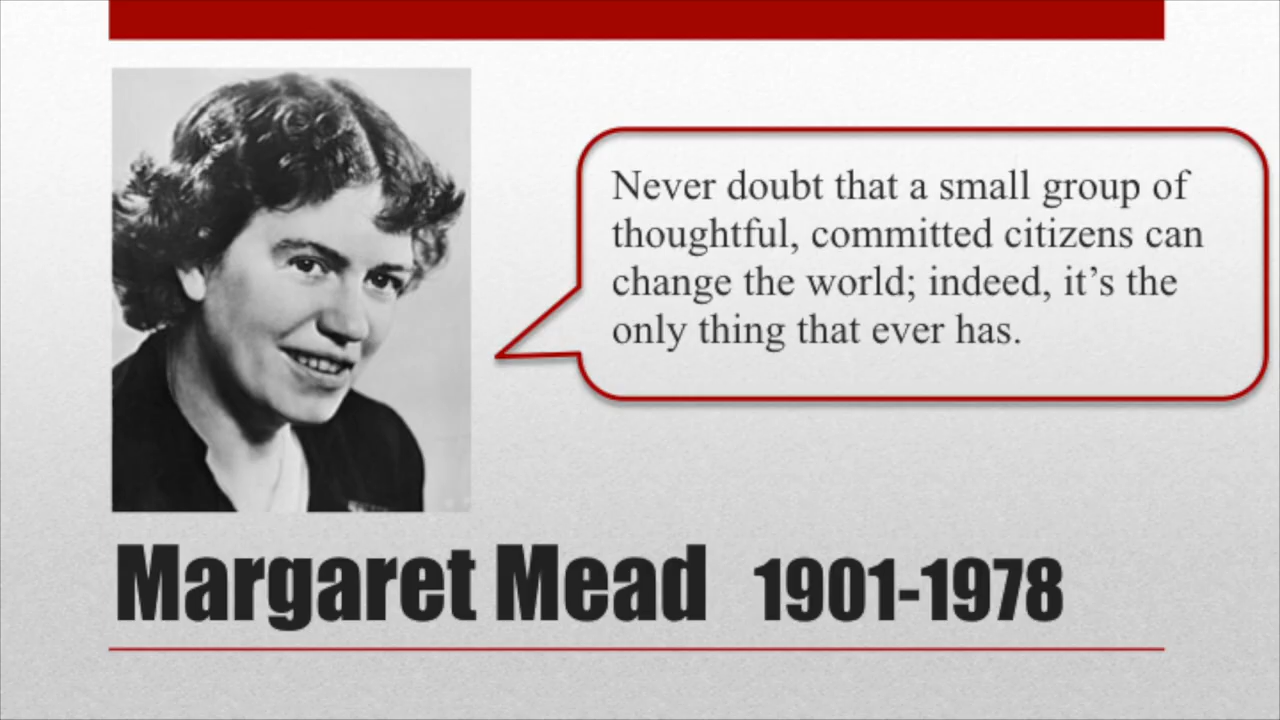 Never doubt that a small group of
thoughtful, committed citizens can
change the world; indeed, it’s the
only thing that ever has.
Margaret Mead 1901-1978